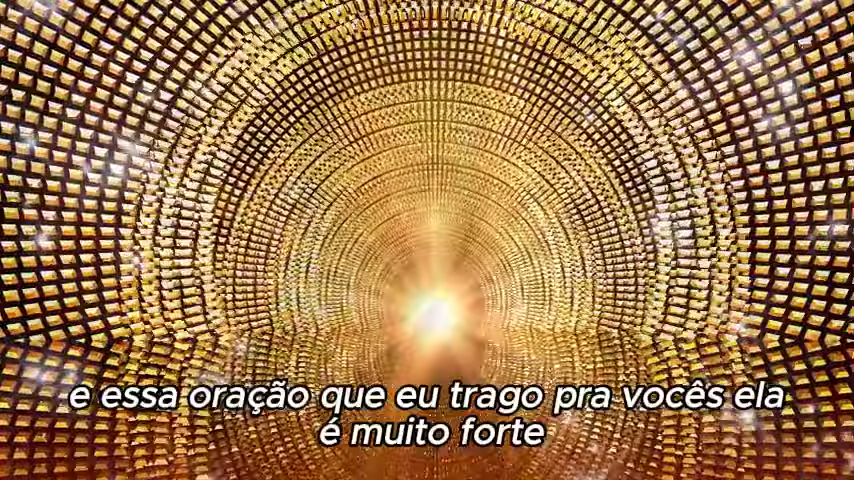 e essa oração que eu trago pra vocês ela
é muito forte